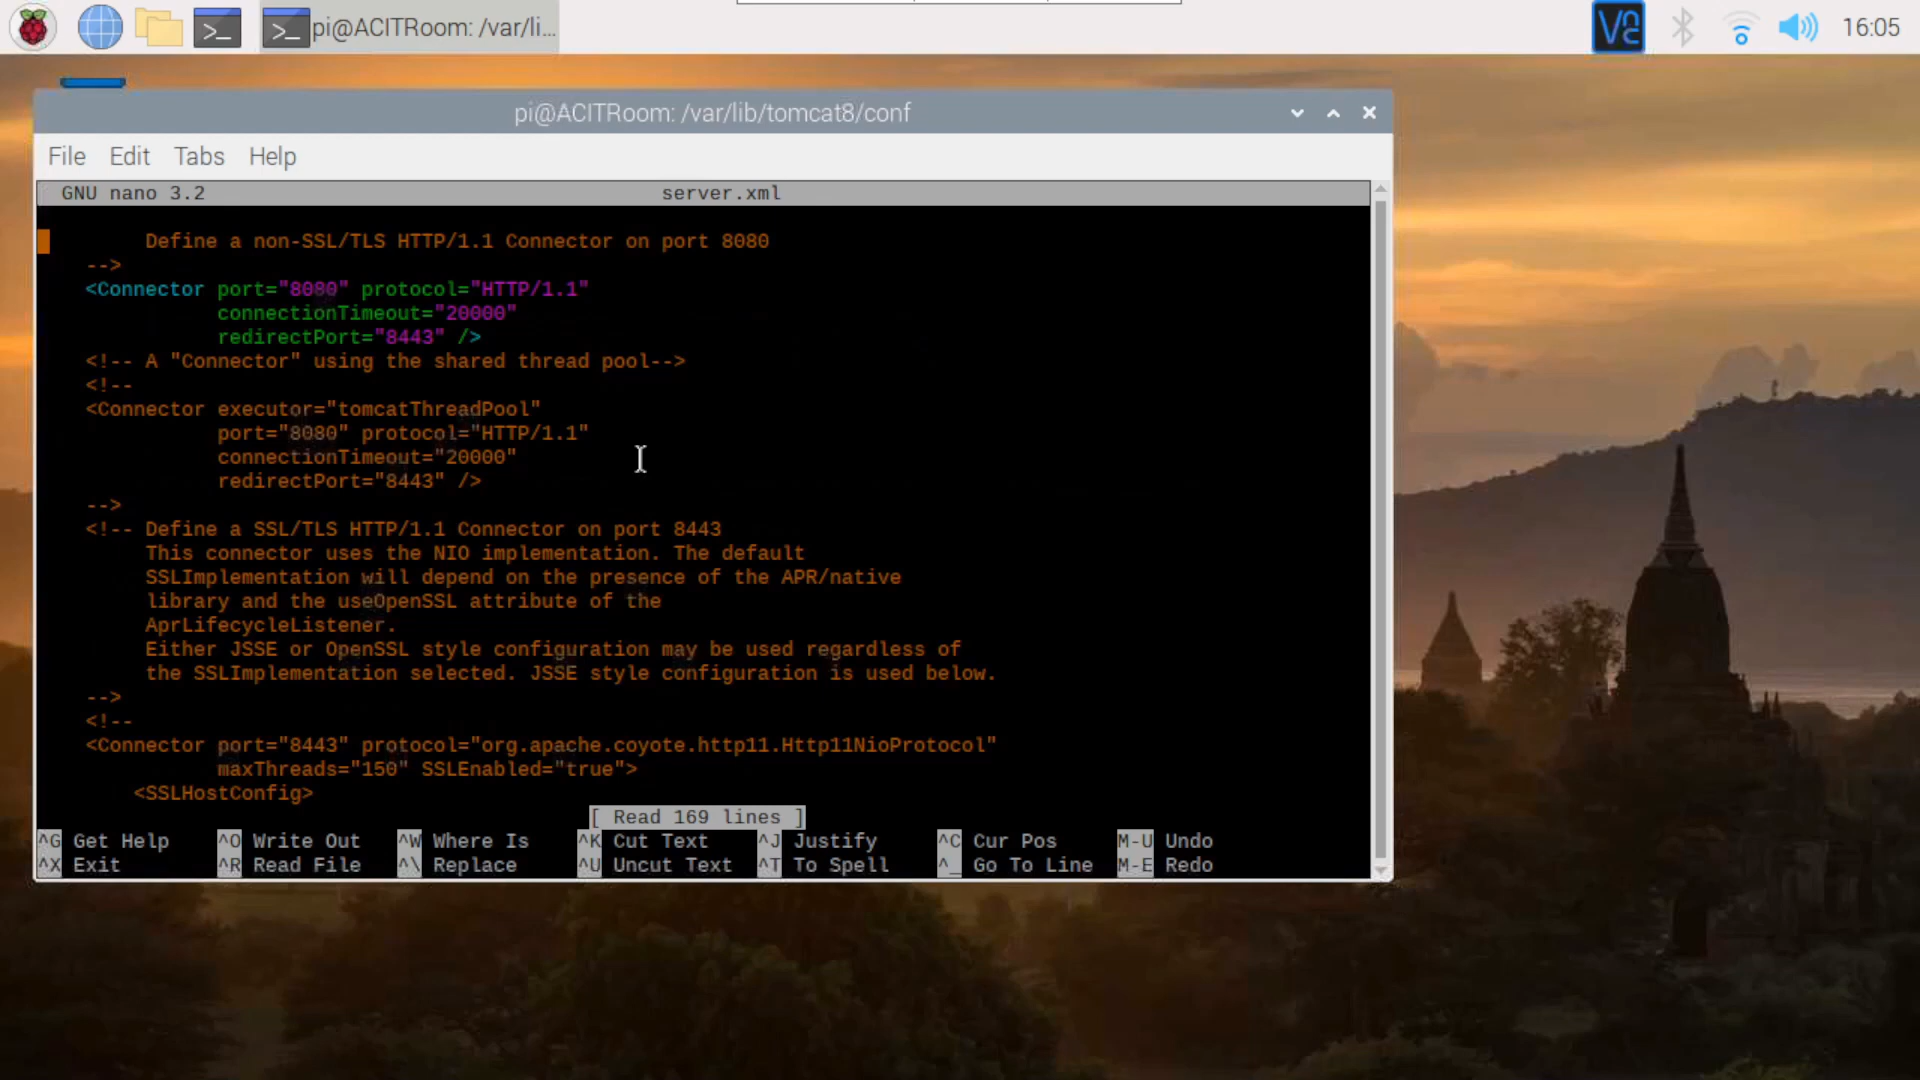 pi@ACITRoom: /var/li...
VNC
16:05
pi@ACITRoom: /var/lib/tomcat8/conf
File Edit Tabs Help
GNU nano 3.2 server.xml
Define a non-SSL/TLS HTTP/1.1 Connector on port 8080
-->
<Connector port="8080" protocol="HTTP/1.1"
connectionTimeout="20000"
redirectPort="8443" />
<!-- A "Connector" using the shared thread pool-->
<!--
<Connector executor="tomcatThreadPool"
port="8080" protocol="HTTP/1.1"
connectionTimeout="20000"
redirectPort="8443" />
-->
<!-- Define a SSL/TLS HTTP/1.1 Connector on port 8443
This connector uses the NIO implementation. The default
SSLImplementation will depend on the presence of the APR/native
library and the useOpenSSL attribute of the
AprLifecycleListener.
Either JSSE or OpenSSL style configuration may be used regardless of
the SSLImplementation selected. JSSE style configuration is used below.
-->
<!--
<Connector port="8443" protocol="org.apache.coyote.http11.Http11NioProtocol"
maxThreads="150" SSLEnabled="true">
<SSLHostConfig>
[ Read 169 lines ]
^G Get Help ^O Write Out ^W Where Is ^K Cut Text ^J Justify ^C Cur Pos M-U Undo
^X Exit ^R Read File ^\ Replace ^U Uncut Text ^T To Spell ^_ Go To Line M-E Redo